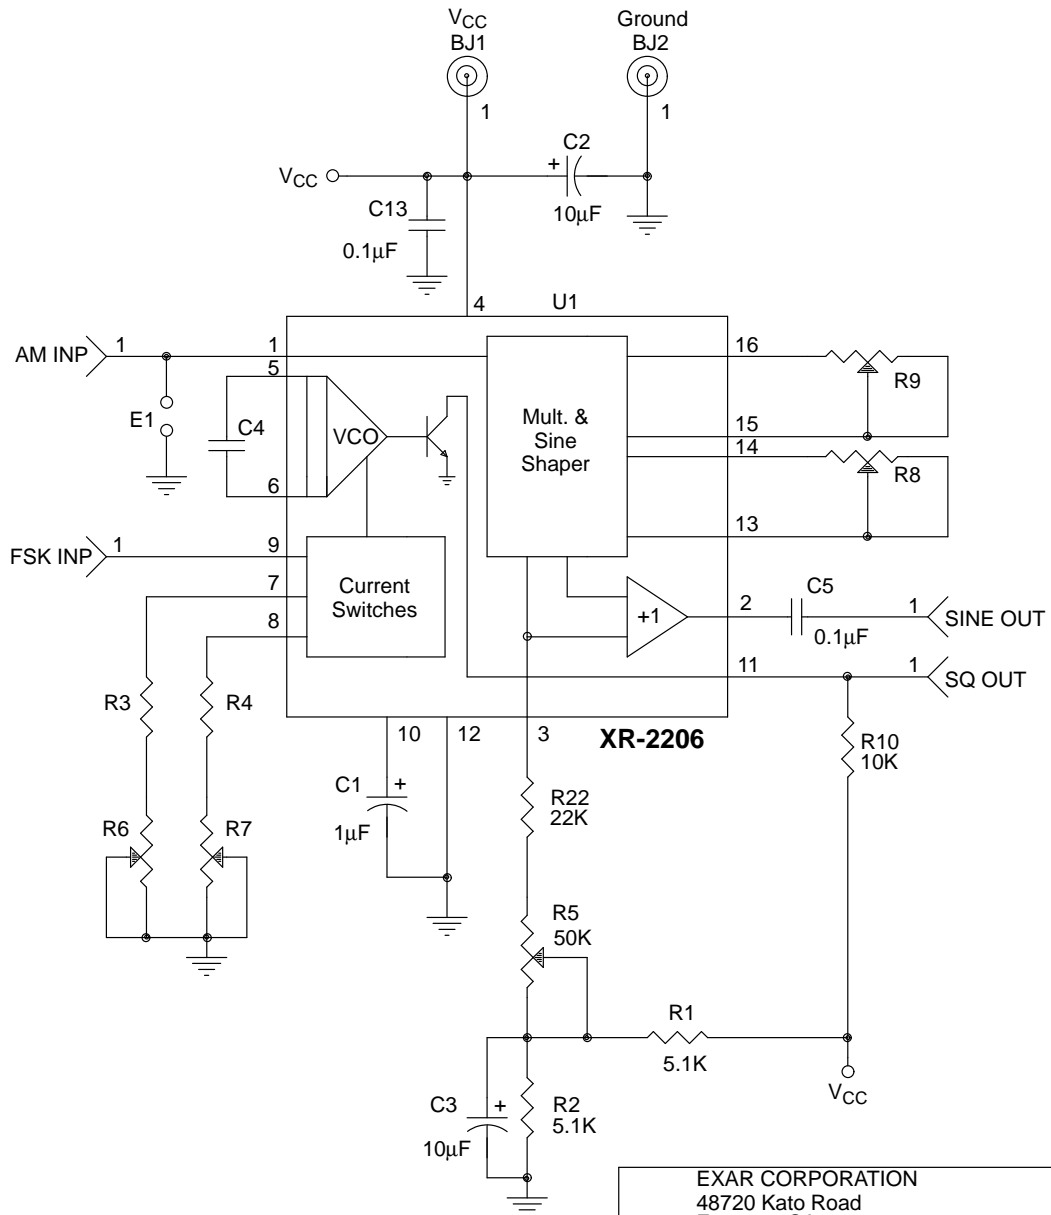 VCC
BJ1
Ground
BJ2
1
1
C2
+
VCC
10µF
C13
0.1µF
4
U1
AM INP
1
1
16
R9
5
E1
C4
VCO
Mult. &
Sine
Shaper
15
14
R8
6
13
FSK INP
1
9
7
8
Current
Switches
C5
+1
2
1
SINE OUT
0.1µF
11
1
SQ OUT
R3
R4
10
12
3
XR-2206
R10
10K
C1
+
1µF
R22
22K
R6
R7
R5
50K
R1
5.1K
VCC
C3
+
10µF
R2
5.1K
EXAR CORPORATION
48720 Kato Road